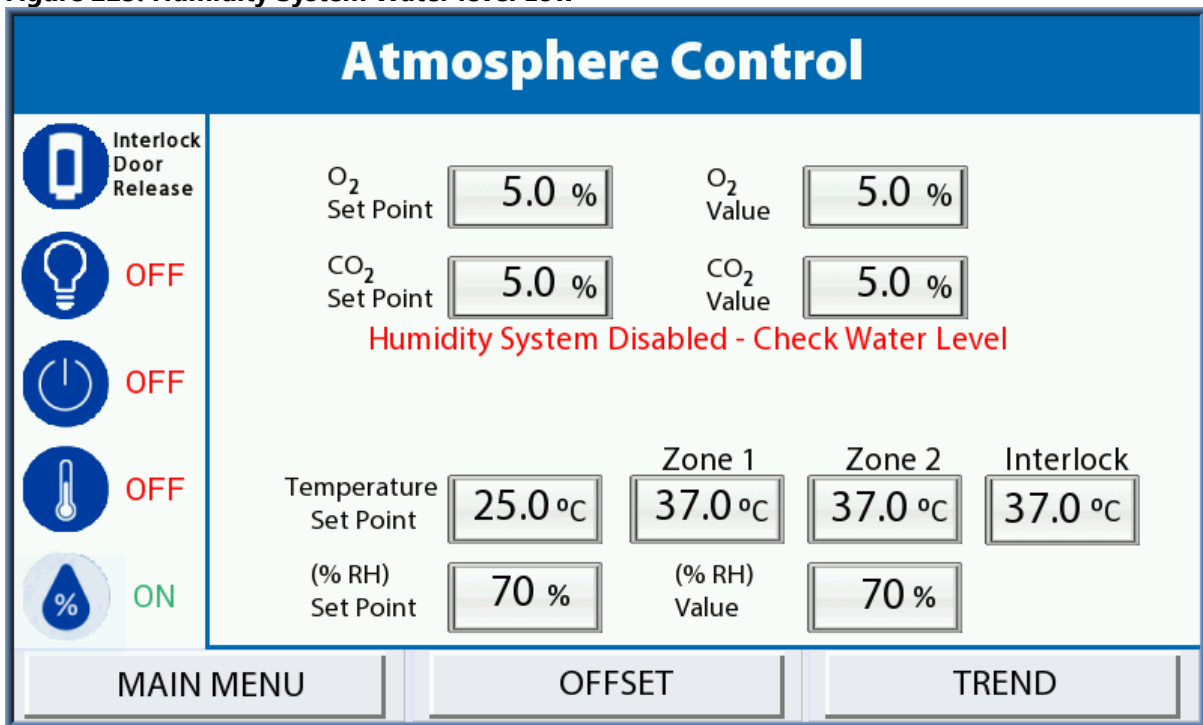 Atmosphere Control
Interlock
Door
Release
O₂
Set Point
5.0 %
O₂
Value
5.0 %
OFF
CO₂
Set Point
5.0 %
CO₂
Value
5.0 %
Humidity System Disabled - Check Water Level
OFF
Zone 1
Zone 2
Interlock
OFF
Temperature
Set Point
25.0 ºC
37.0 ºC
37.0 ºC
37.0 ºC
%
ON
(% RH)
Set Point
70 %
(% RH)
Value
70 %
MAIN MENU
OFFSET
TREND